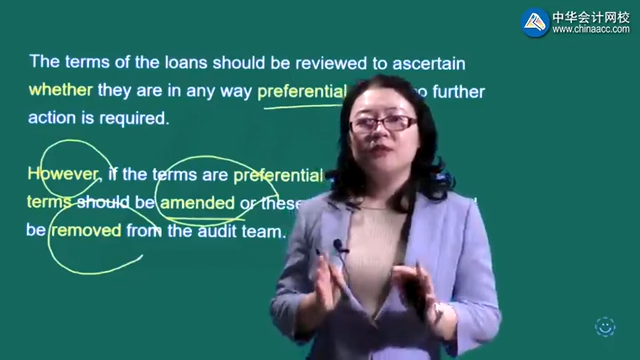 中华会计网校
www.chinaacc.com
The terms of the loans should be reviewed to ascertain
whether they are in any way preferential further
action is required.
However, if the terms are preferential
terms should be amended or these
be removed from the audit team.